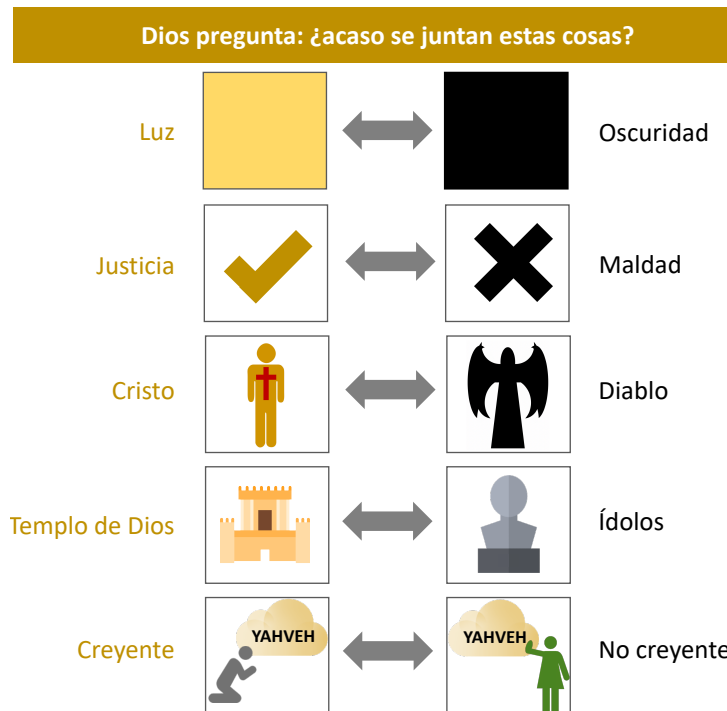 Dios pregunta: ¿acaso se juntan estas cosas?
Luz
Oscuridad
Justicia
Maldad
Cristo
Diablo
Templo de Dios
Ídolos
YAHVEH
YAHVEH
Creyente
No creyente